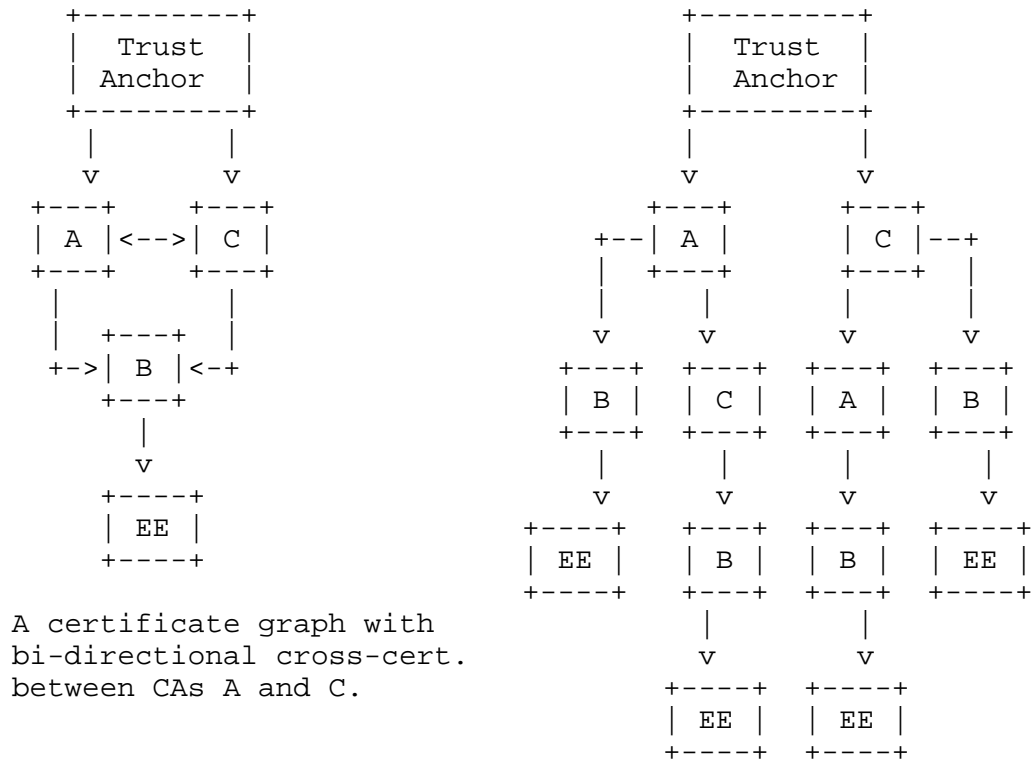 Trust
Anchor
A
C
B
EE
A certificate graph with
bi-directional cross-cert.
between CAs A and C.
Trust
Anchor
A
C
B
C
A
B
EE
B
B
EE
EE
EE